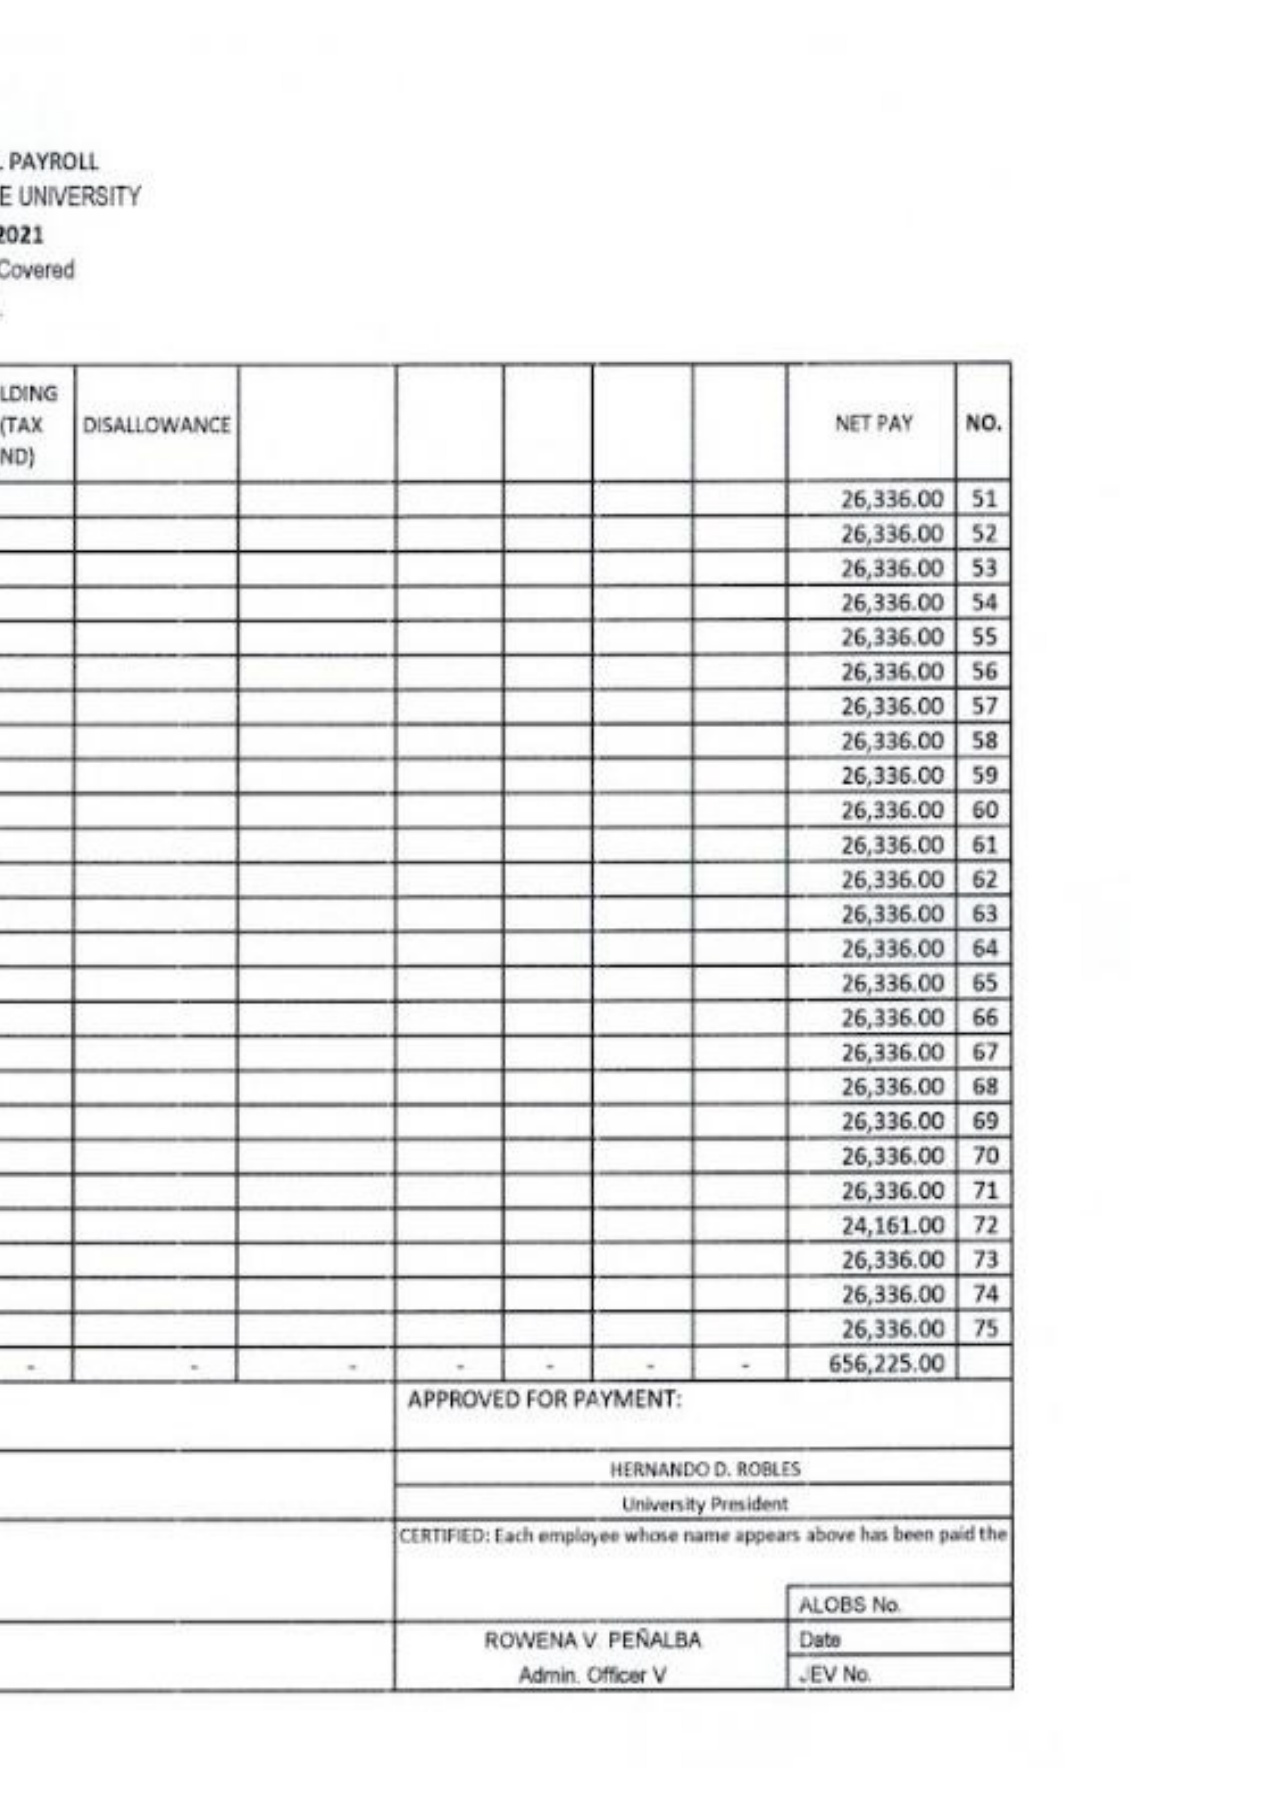 . PAYROLL
E UNIVERSITY
2021
Covered
LDING (TAX ND) DISALLOWANCE NET PAY NO.
26,336.00 51
26,336.00 52
26,336.00 53
26,336.00 54
26,336.00 55
26,336.00 56
26,336.00 57
26,336.00 58
26,336.00 59
26,336.00 60
26,336.00 61
26,336.00 62
26,336.00 63
26,336.00 64
26,336.00 65
26,336.00 66
26,336.00 67
26,336.00 68
26,336.00 69
26,336.00 70
26,336.00 71
24,161.00 72
26,336.00 73
26,336.00 74
26,336.00 75
- - - - - - - 656,225.00
APPROVED FOR PAYMENT:
HERNANDO D. ROBLES
University President
CERTIFIED: Each employee whose name appears above has been paid the
ALOBS No.
ROWENA V. PEÑALBA Date
Admin. Officer V JEV No.